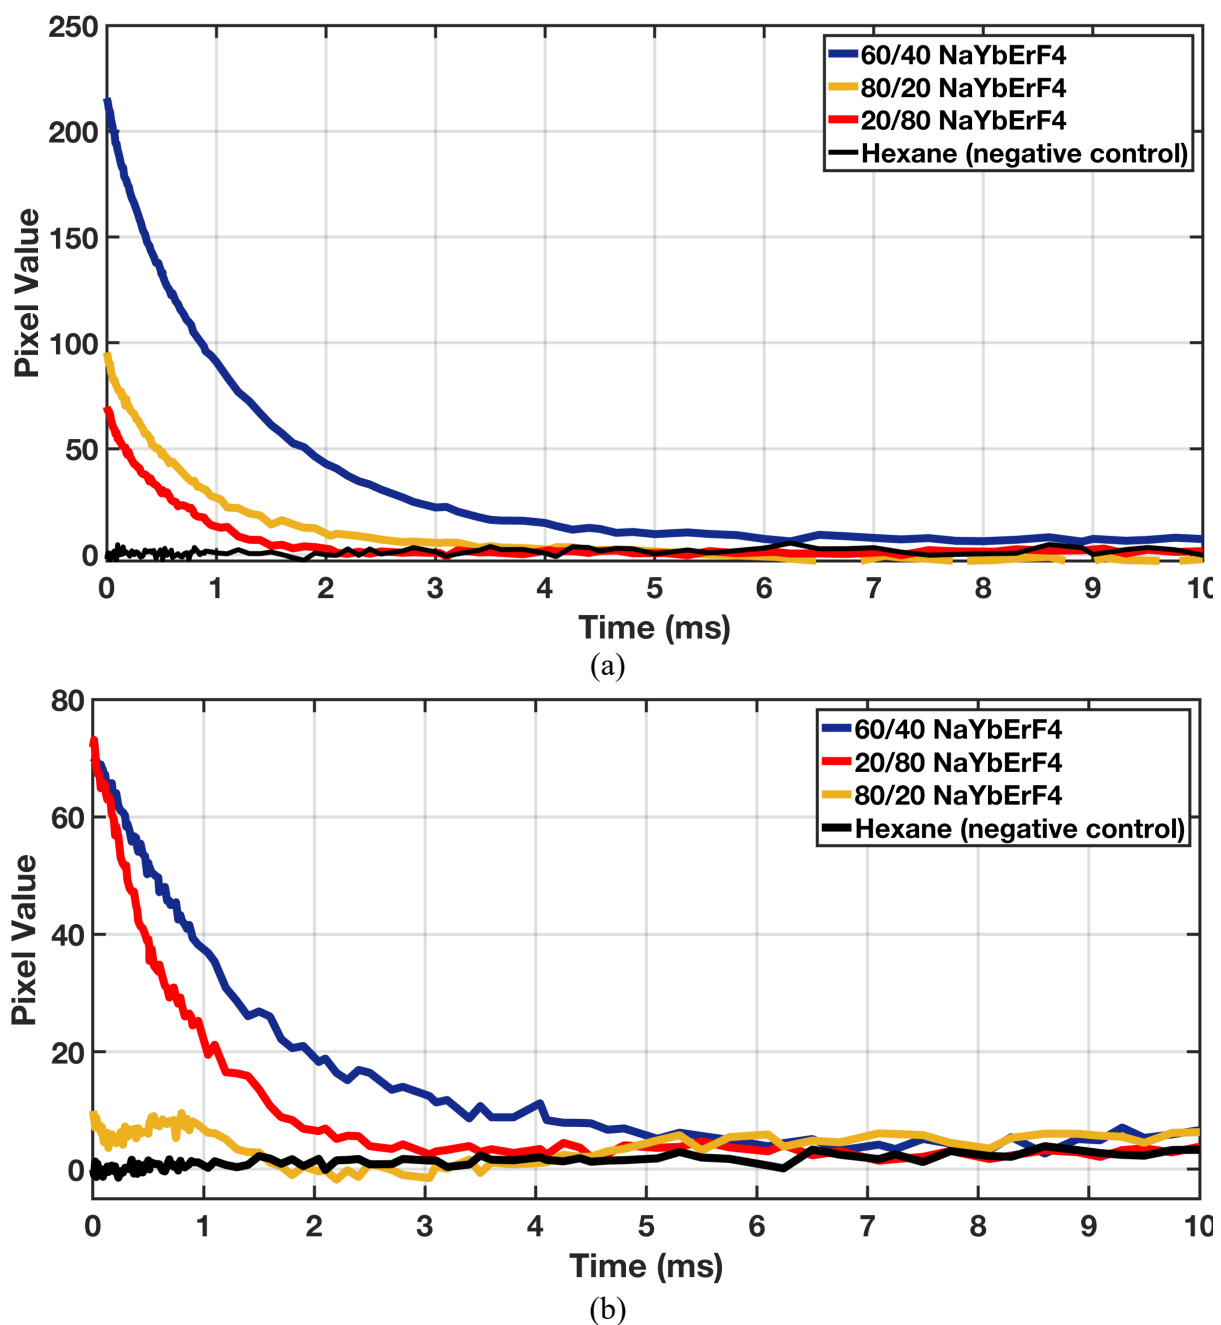 250
200
150
100
50
0
Pixel Value
60/40 NaYbErF4
80/20 NaYbErF4
20/80 NaYbErF4
Hexane (negative control)
0 1 2 3 4 5 6 7 8 9 10
Time (ms)
(a)
80
60
40
20
0
Pixel Value
60/40 NaYbErF4
20/80 NaYbErF4
80/20 NaYbErF4
Hexane (negative control)
0 1 2 3 4 5 6 7 8 9 10
Time (ms)
(b)